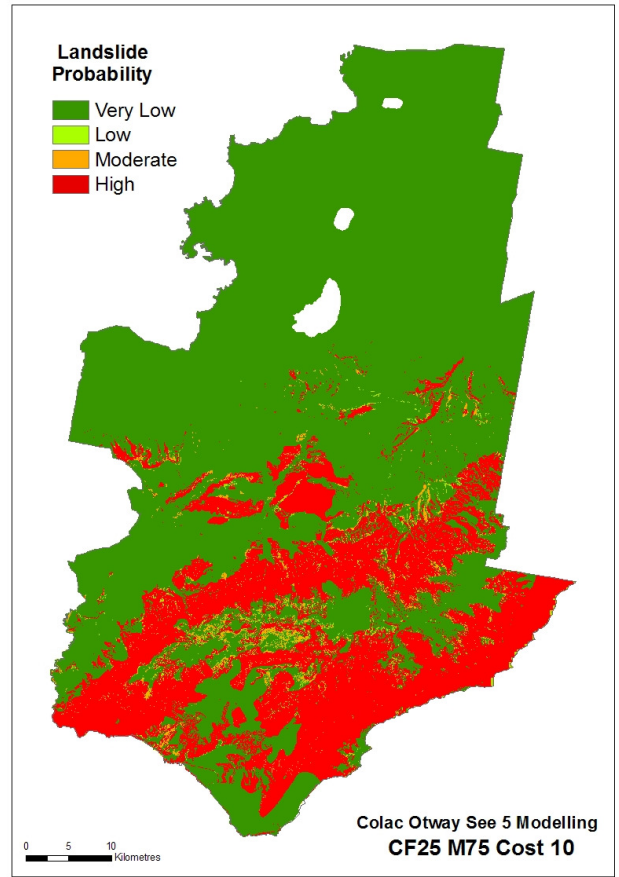 Landslide
Probability
Very Low
Low
Moderate
High
Colac Otway See 5 Modelling
CF25 M75 Cost 10
0 5 10
Kilometres